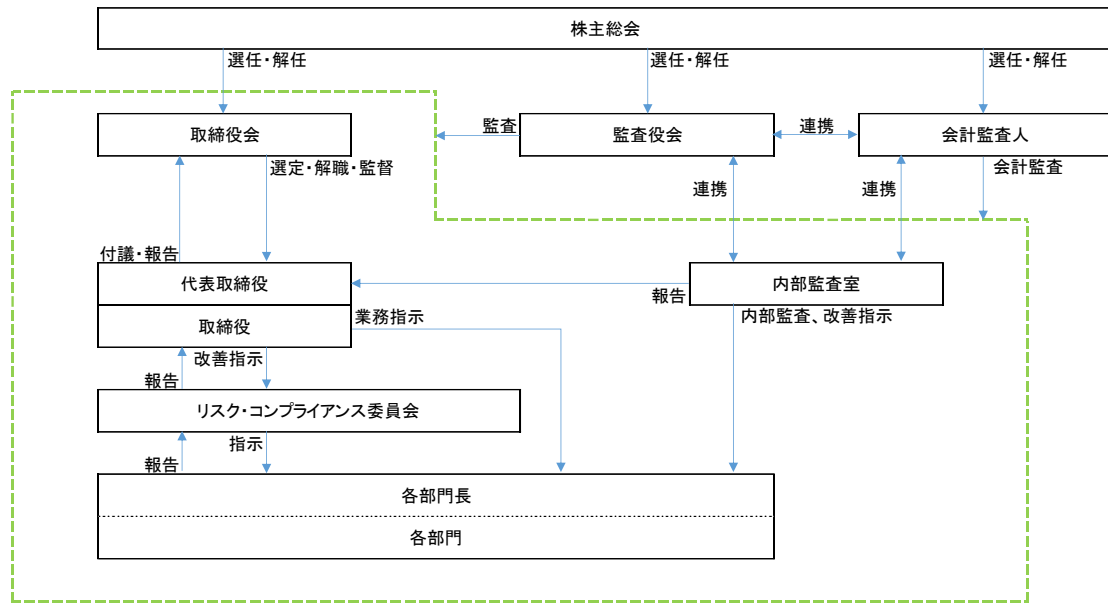 株主総会
選任・解任
選任・解任
選任・解任
取締役会
監査
監査役会
連携
会計監査人
選定・解職・監督
会計監査
連携
連携
付議・報告
代表取締役
報告
内部監査室
取締役
業務指示
内部監査、改善指示
改善指示
報告
リスク・コンプライアンス委員会
指示
報告
各部門長
各部門